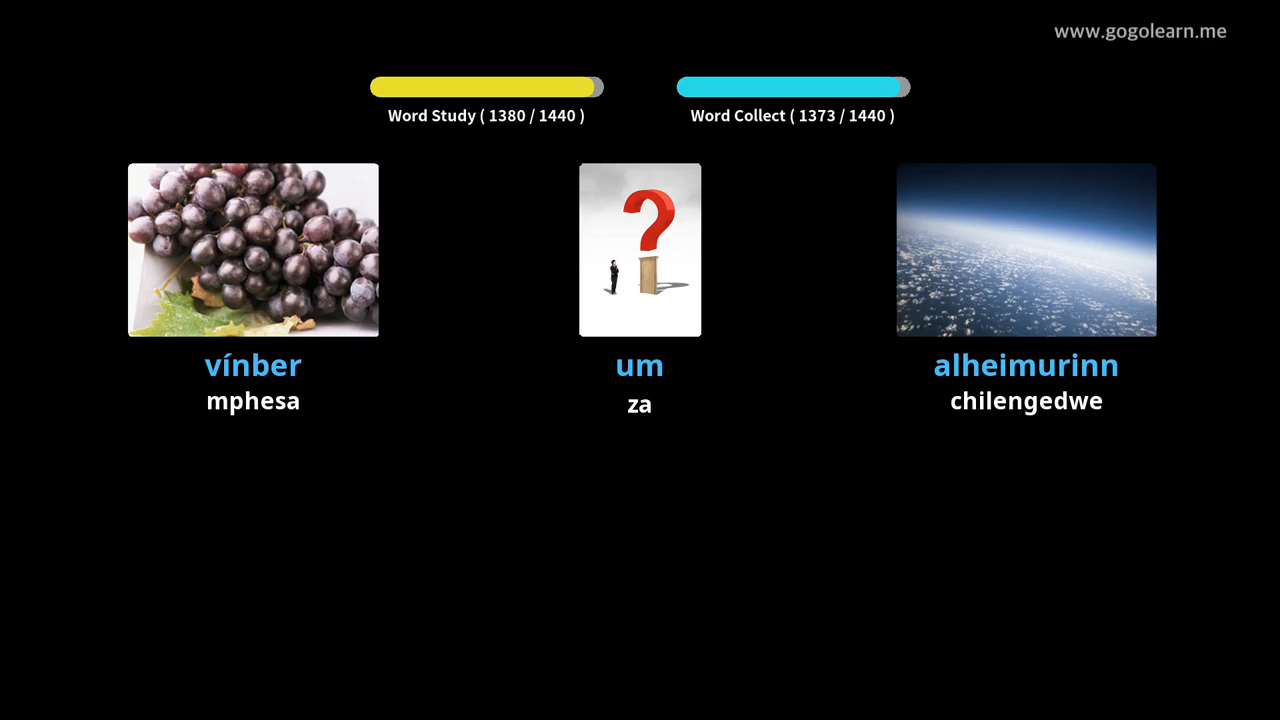 www.gogolearn.me
Word Study ( 1380 / 1440 )
Word Collect ( 1373 / 1440 )
vínber
mphesa
um
za
alheimurinn
chilengedwe